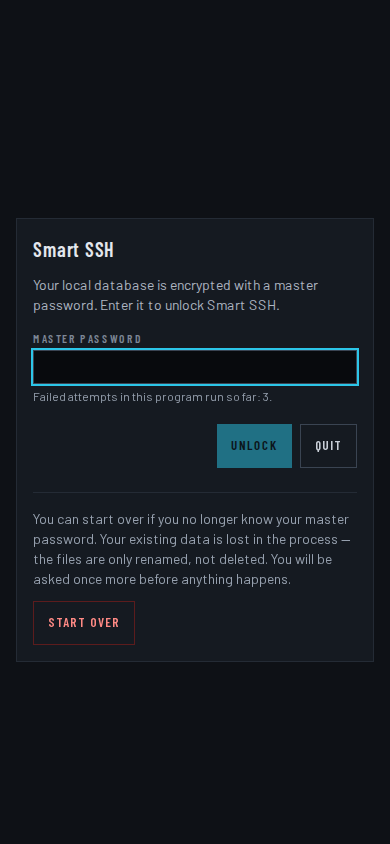 Smart SSH
Your local database is encrypted with a master
password. Enter it to unlock Smart SSH.
MASTER PASSWORD
Failed attempts in this program run so far: 3.
UNLOCK
QUIT
You can start over if you no longer know your master
password. Your existing data is lost in the process —
the files are only renamed, not deleted. You will be
asked once more before anything happens.
START OVER